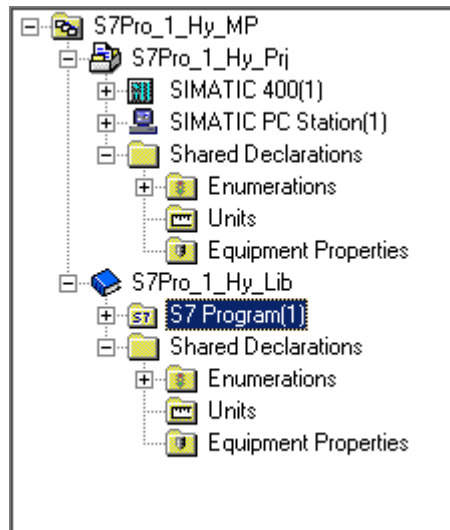 S7Pro_1_Hy_MP
S7Pro_1_Hy_Prj
SIMATIC 400(1)
SIMATIC PC Station(1)
Shared Declarations
Enumerations
Units
Equipment Properties
S7Pro_1_Hy_Lib
S7 S7 Program(1)
Shared Declarations
Enumerations
Units
Equipment Properties